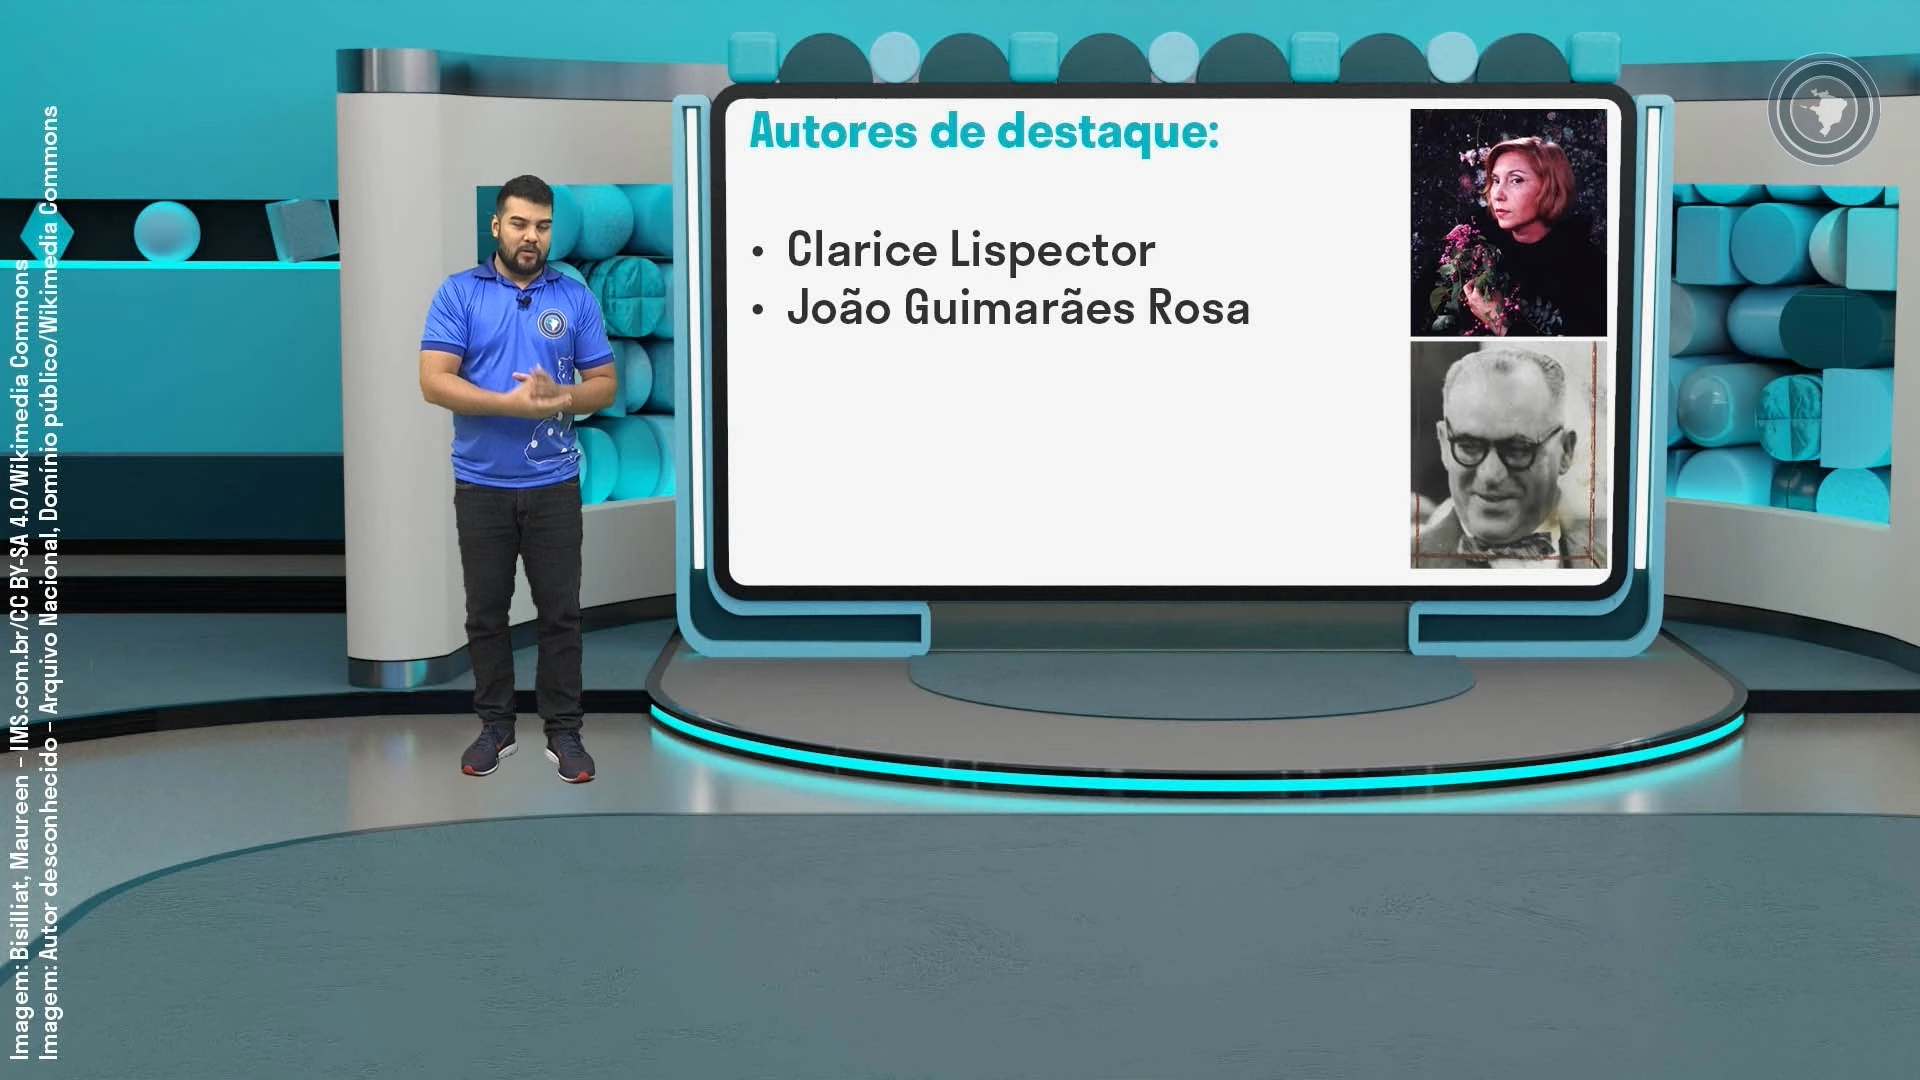 Autores de destaque:
• Clarice Lispector
• João Guimarães Rosa
Imagem: Bisilliat, Maureen - IMS.com.br/CC BY-SA 4.0/Wikimedia Commons
Imagem: Autor desconhecido - Arquivo Nacional, Domínio público/Wikimedia Commons